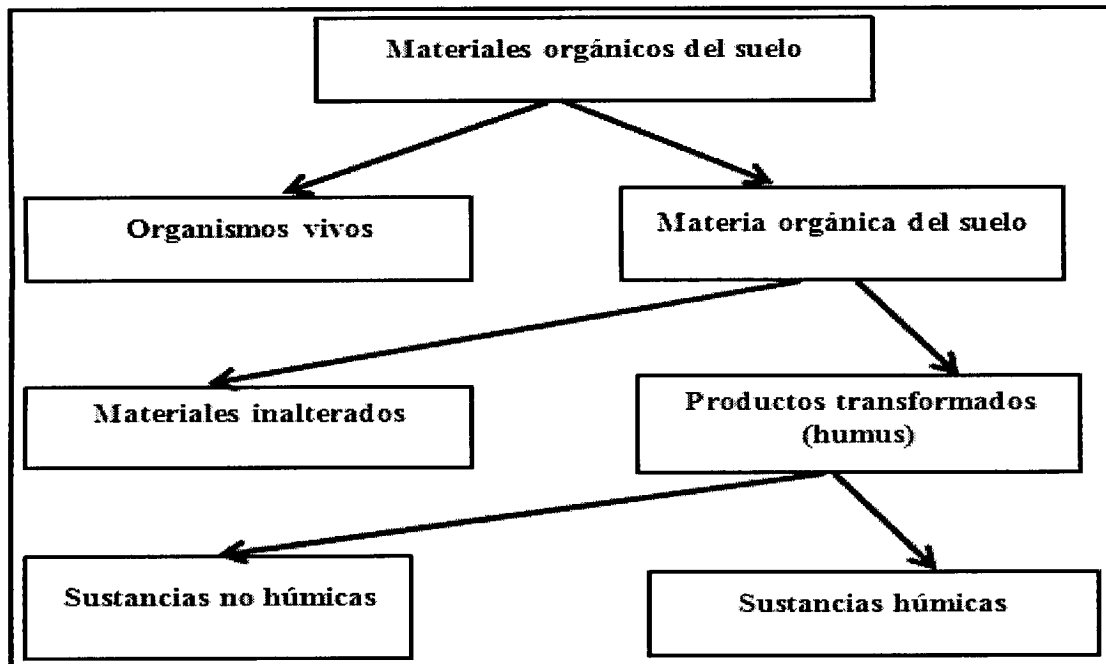 Materiales orgánicos del suelo
Organismos vivos
Materia orgánica del suelo
Materiales inalterados
Productos transformados
(humus)
Sustancias no húmicas
Sustancias húmicas